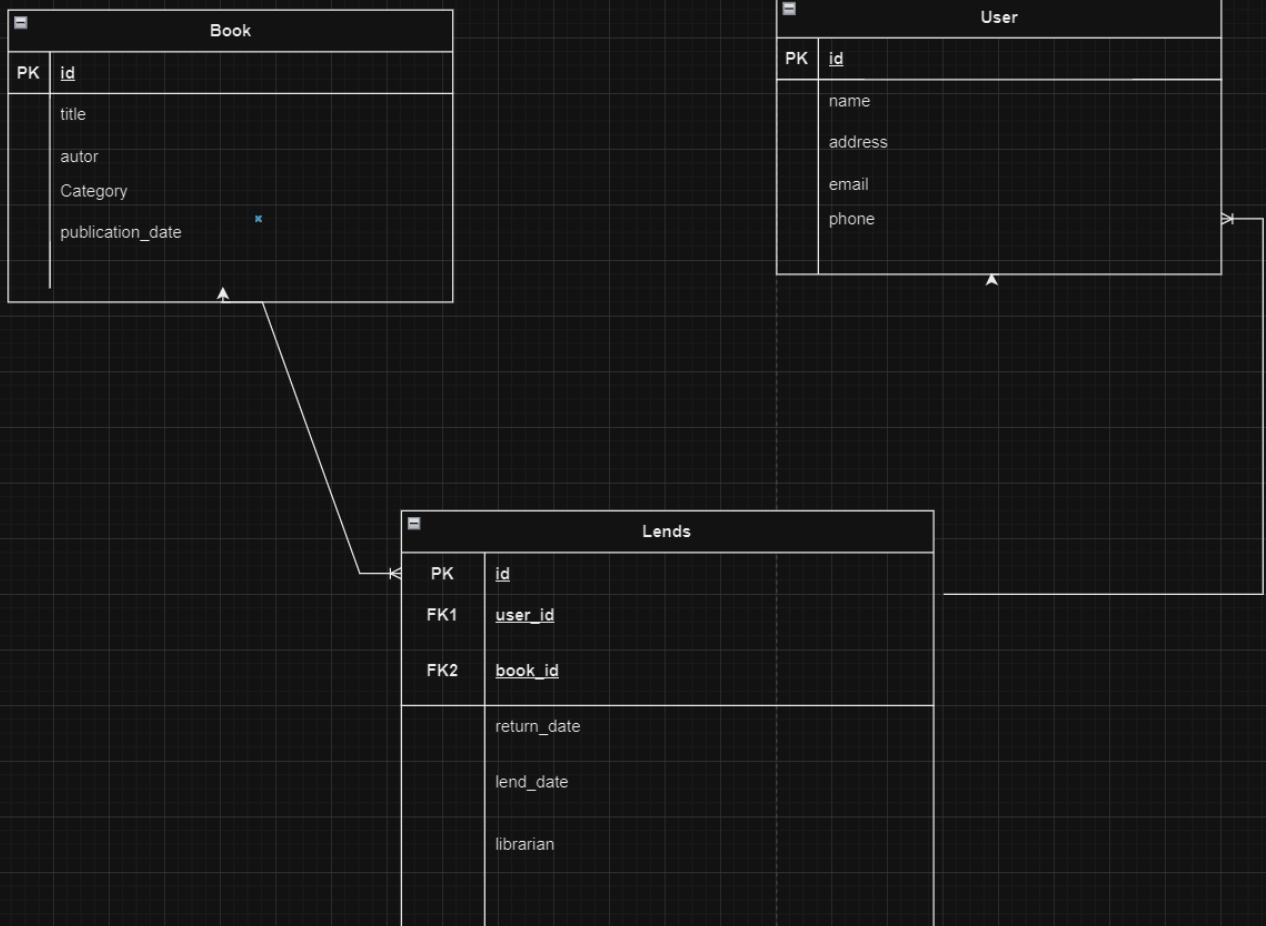 Book
PK id
title
autor
Category
publication_date
User
PK id
name
address
email
phone
Lends
PK id
FK1 user_id
FK2 book_id
return_date
lend_date
librarian